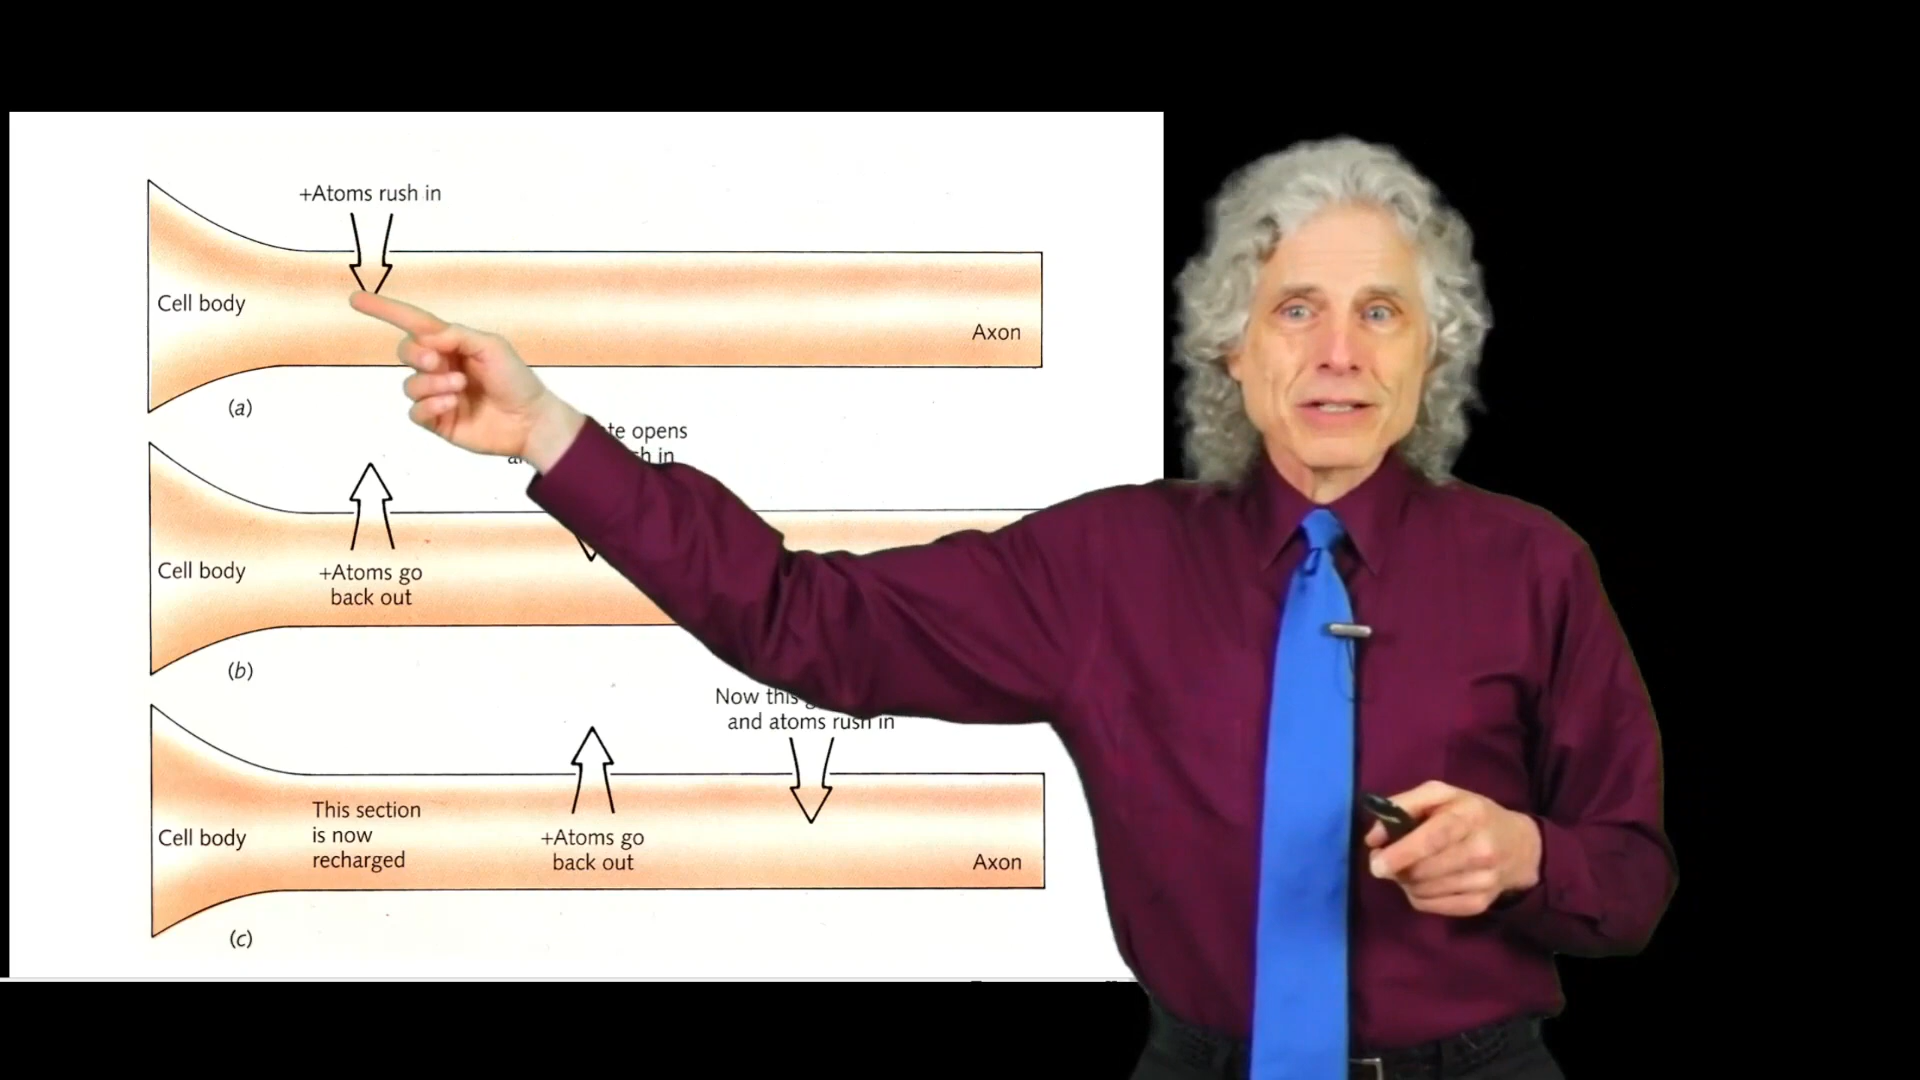 +Atoms rush in
Cell body
Axon
(a)
opens
in
Cell body
+Atoms go
back out
(b)
Now this
and atoms rush in
This section
is now
recharged
Cell body
+Atoms go
back out
Axon
(c)